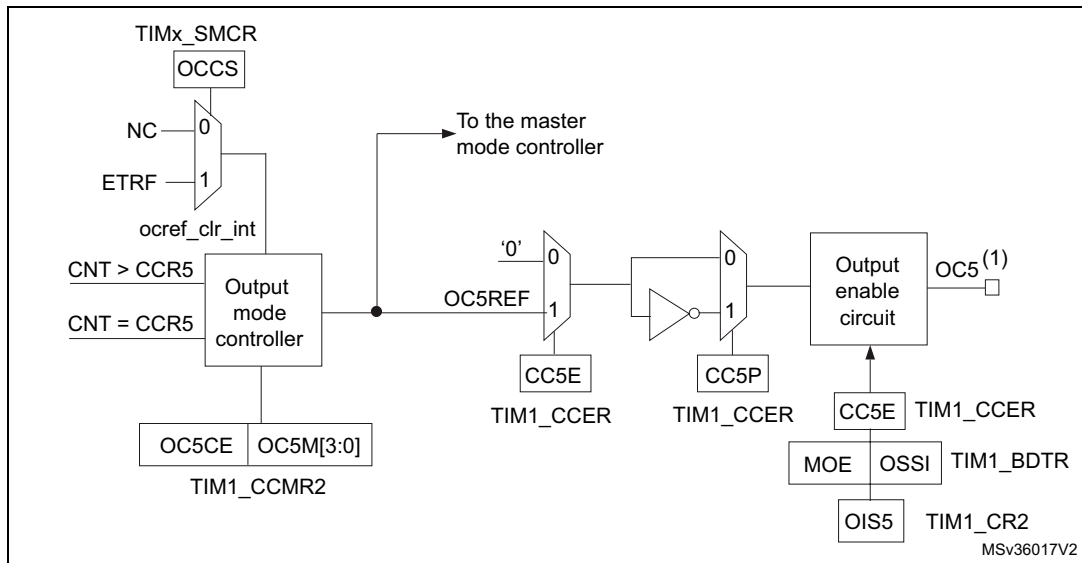 TIMx_SMCR
OCCS
NC
0
ETRF
1
ocref_clr_int
To the master
mode controller
CNT > CCR5
CNT = CCR5
Output
mode
controller
OC5REF
'0'
0
1
0
1
Output
enable
circuit
OC5 (1)
CC5E
TIM1_CCER
CC5P
TIM1_CCER
OC5CE
OC5M[3:0]
TIM1_CCMR2
CC5E
TIM1_CCER
MOE
OSSI
TIM1_BDTR
OIS5
TIM1_CR2
MSv36017V2